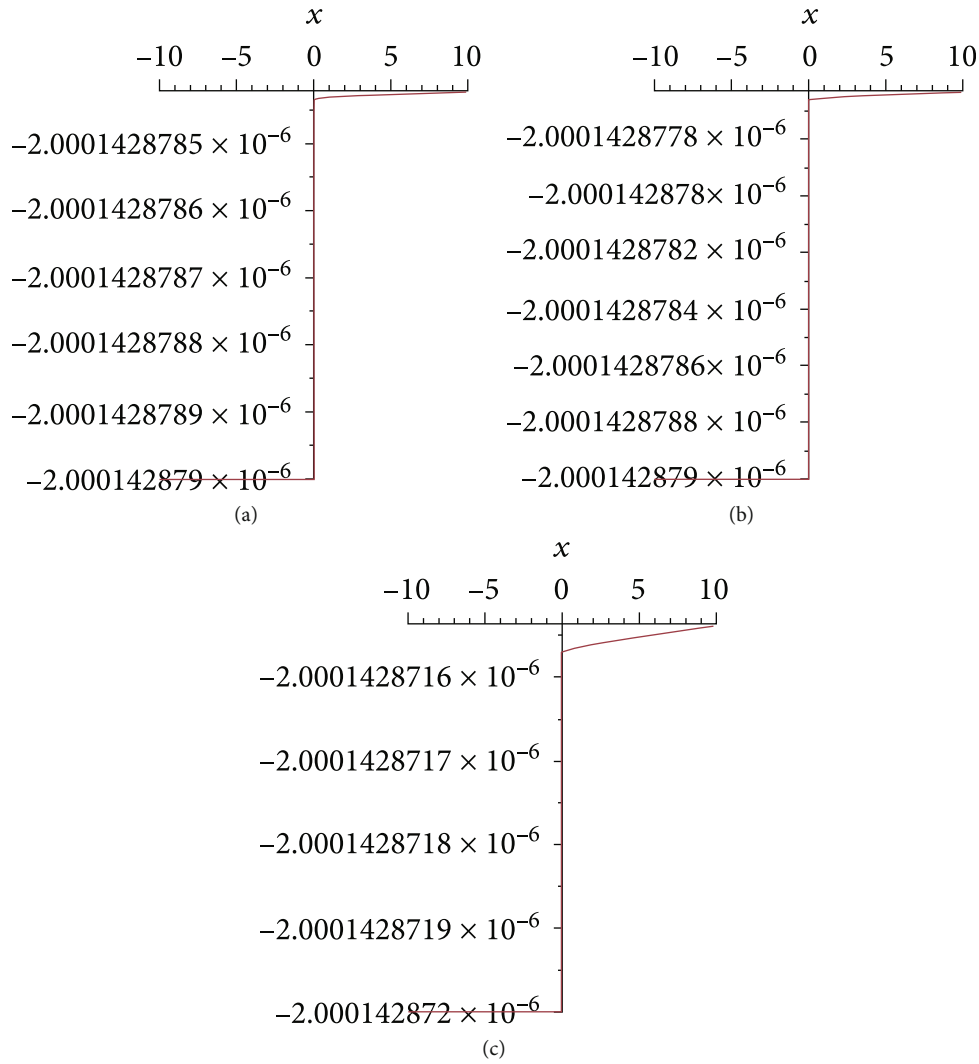 x
−10 −5 0 5 10
−2.0001428785 × 10−6
−2.0001428786 × 10−6
−2.0001428787 × 10−6
−2.0001428788 × 10−6
−2.0001428789 × 10−6
−2.000142879 × 10−6
(a)
x
−10 −5 0 5 10
−2.0001428778 × 10−6
−2.000142878× 10−6
−2.0001428782 × 10−6
−2.0001428784 × 10−6
−2.0001428786× 10−6
−2.0001428788 × 10−6
−2.000142879 × 10−6
(b)
x
−10 −5 0 5 10
−2.0001428716 × 10−6
−2.0001428717 × 10−6
−2.0001428718 × 10−6
−2.0001428719 × 10−6
−2.000142872 × 10−6
(c)